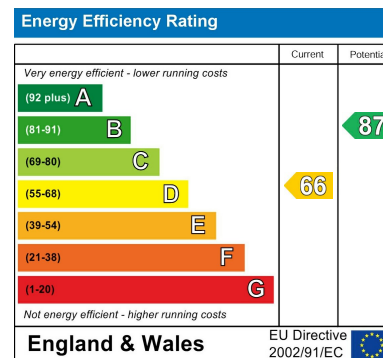 Energy Efficiency Rating
Current Potentia
Very energy efficient - lower running costs
(92 plus) A
(81-91) B
87
(69-80) C
(55-68) D
66
(39-54) E
(21-38) F
(1-20) G
Not energy efficient - higher running costs
England & Wales
EU Directive
2002/91/EC